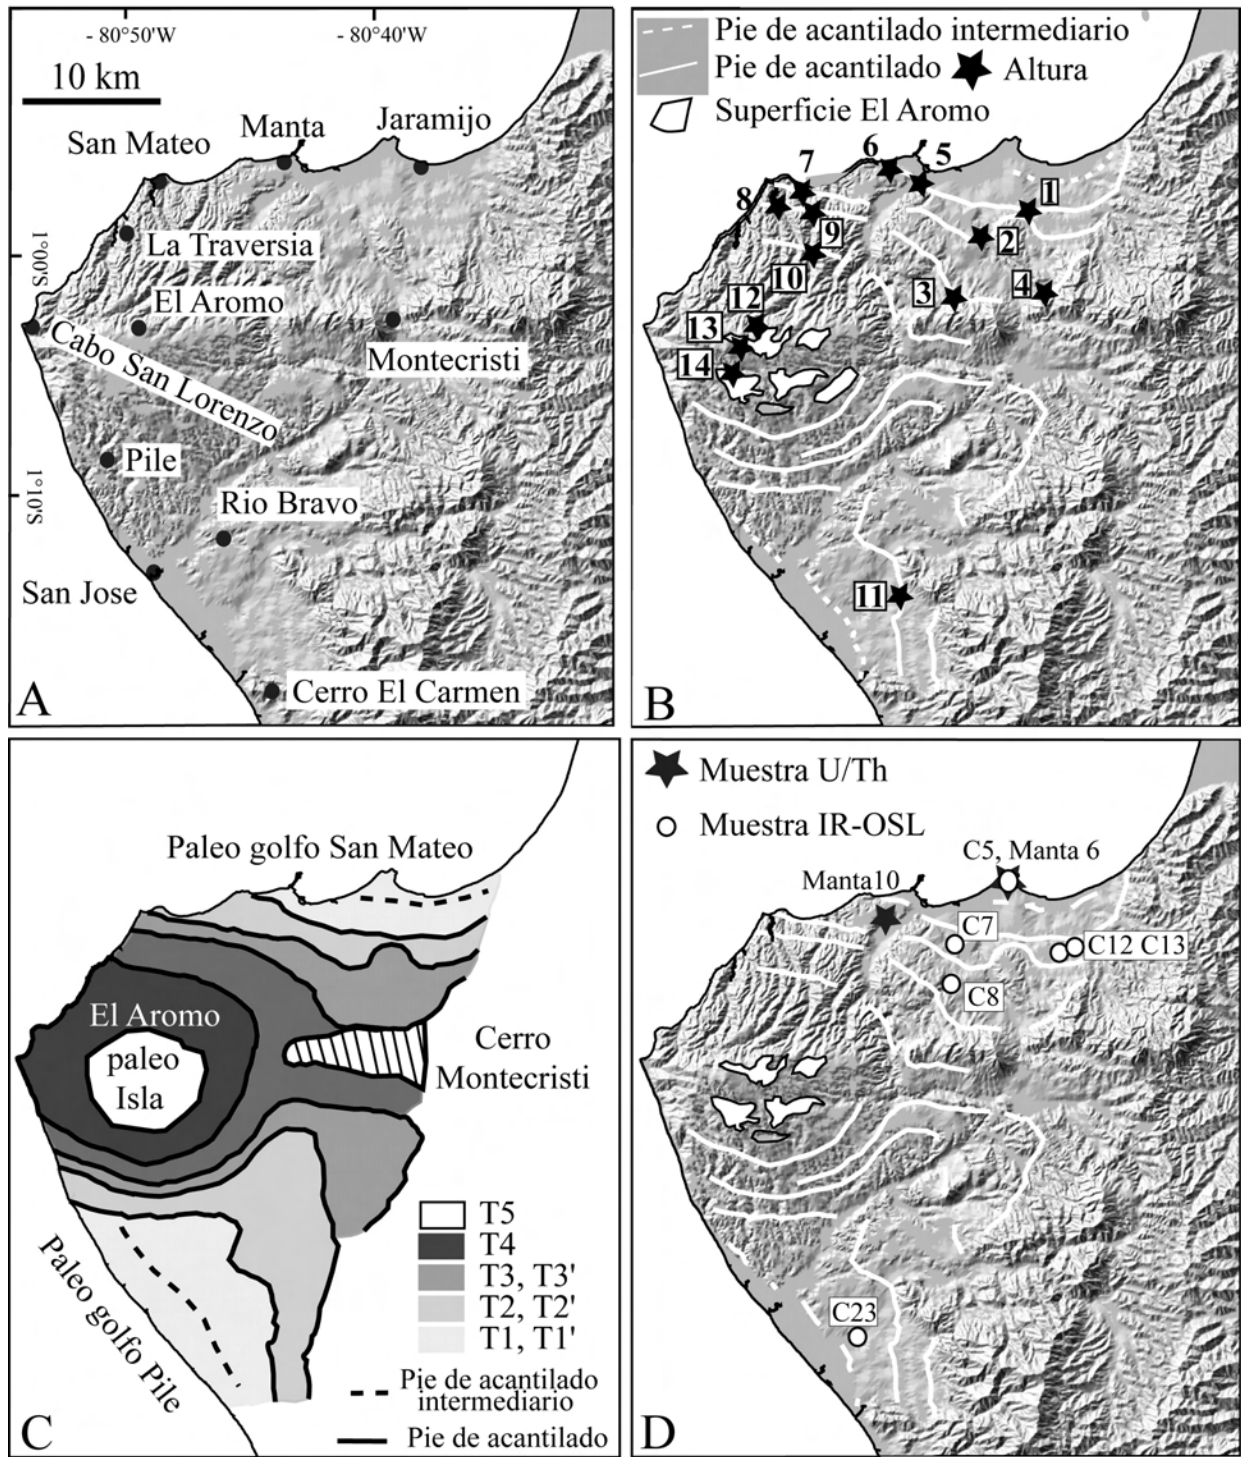 - 80°50'W
- 80°40'W
10 km
San Mateo
Manta
Jaramijo
1°00'S
La Traversia
El Aromo
Cabo San Lorenzo
Montecristi
Pile
1°10'S
Rio Bravo
San Jose
Cerro El Carmen
A
Pie de acantilado intermediario
Pie de acantilado
Altura
Superficie El Aromo
6
5
7
8
1
9
2
10
3
4
12
13
14
11
B
Paleo golfo San Mateo
El Aromo
paleo
Isla
Cerro
Montecristi
Paleo golfo Pile
T5
T4
T3, T3'
T2, T2'
T1, T1'
Pie de acantilado
intermediario
Pie de acantilado
C
Muestra U/Th
Muestra IR-OSL
C5, Manta 6
Manta10
C7
C12 C13
C8
C23
D